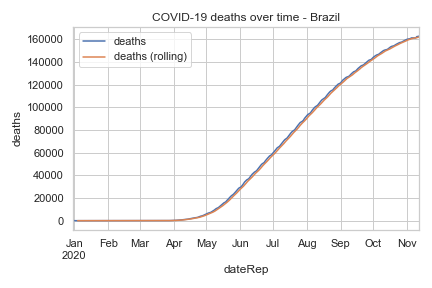 COVID-19 deaths over time - Brazil
deaths
deaths (rolling)
deaths
160000
140000
120000
100000
80000
60000
40000
20000
0
Jan Feb Mar Apr May Jun Jul Aug Sep Oct Nov
2020
dateRep